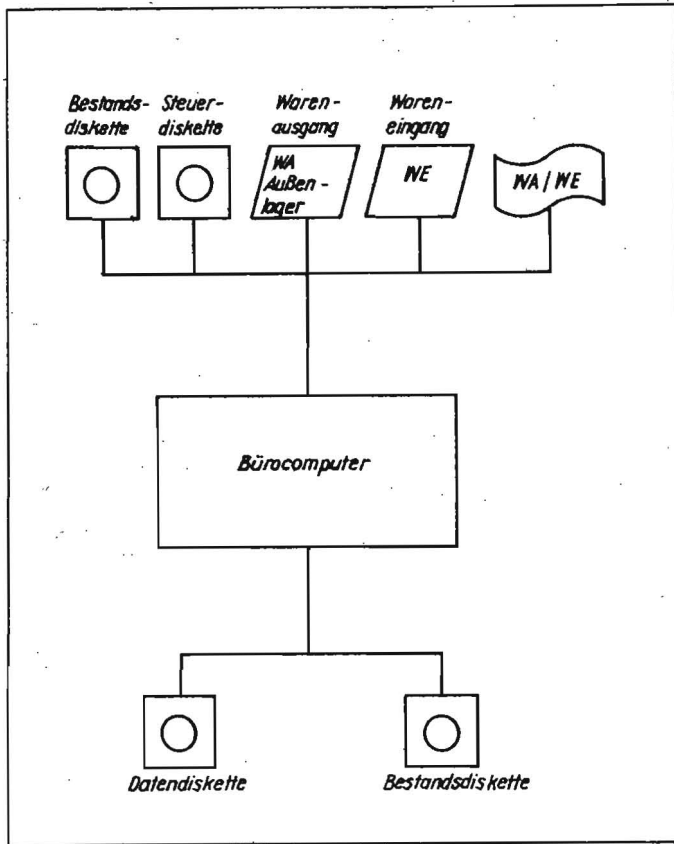 Bestands-
diskette
Steuer-
diskette
Waren-
ausgang
Waren-
eingang
WA
Außen-
lager
WE
WA / WE
Bürocomputer
Datendiskette
Bestandsdiskette